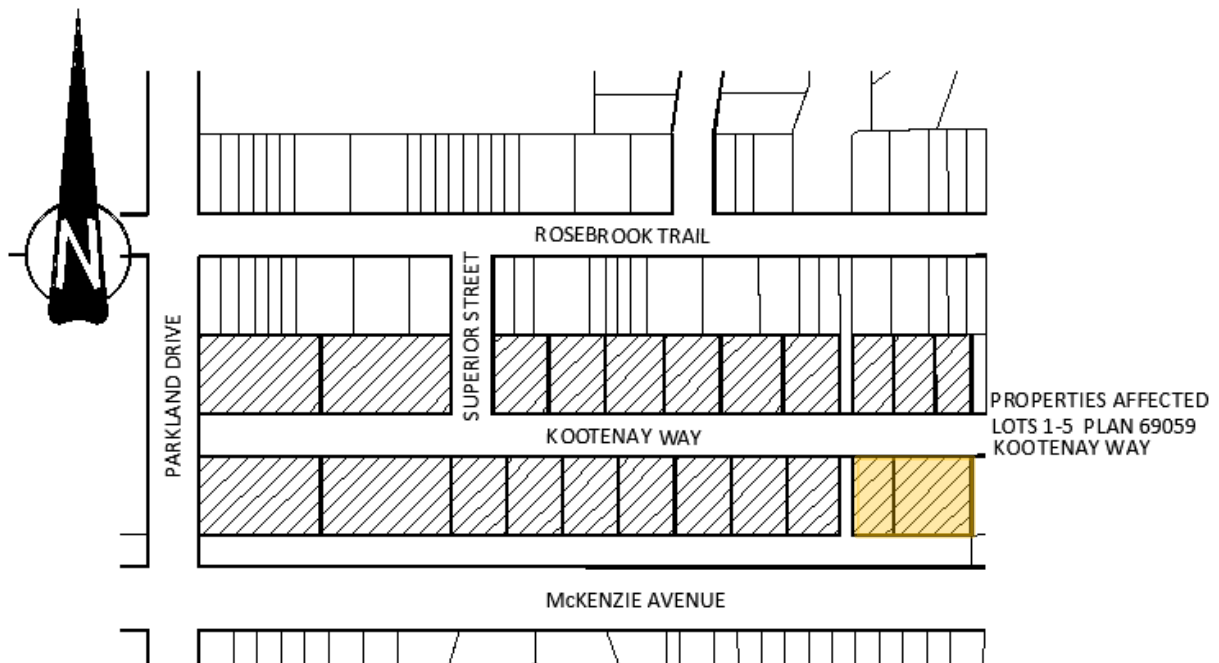 N
ROSEBROOK TRAIL
SUPERIOR STREET
PARKLAND DRIVE
PROPERTIES AFFECTED
LOTS 1-5 PLAN 69059
KOOTENAY WAY
KOOTENAY WAY
McKENZIE AVENUE